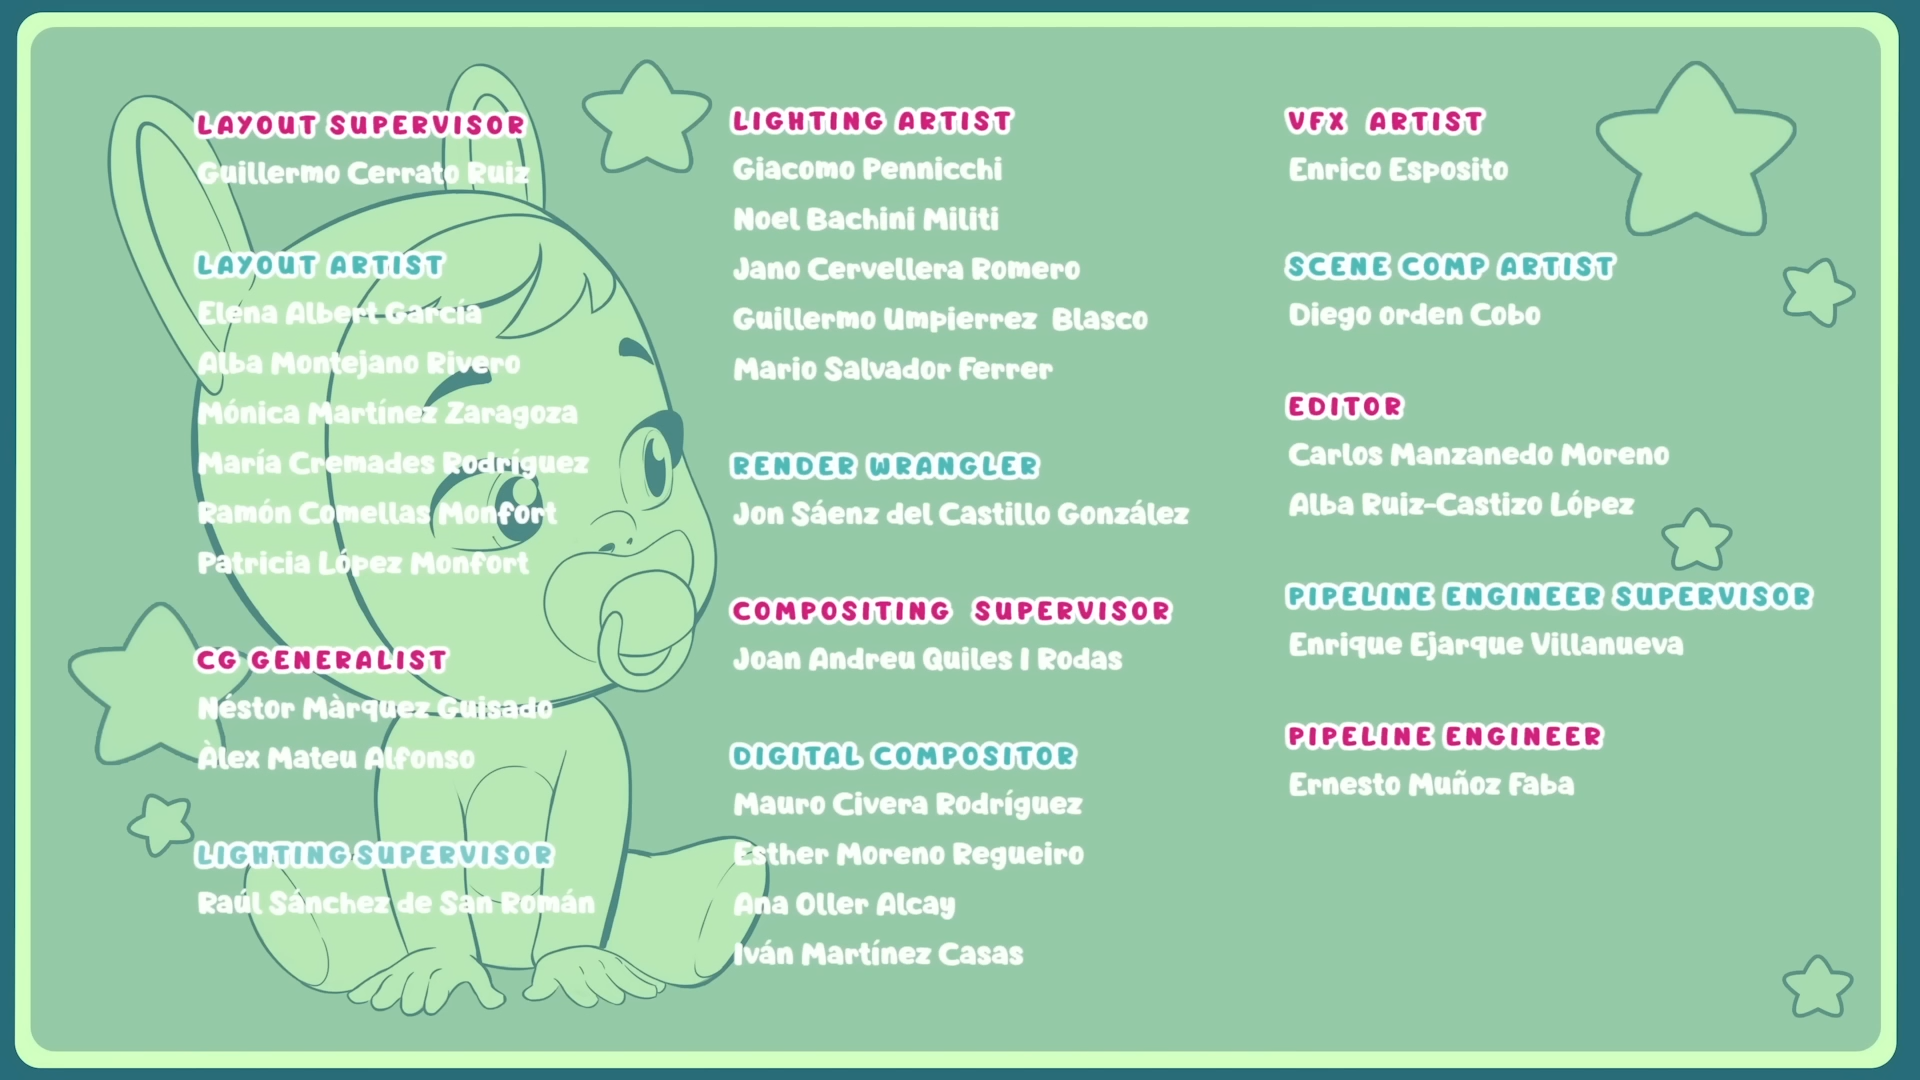 LAYOUT SUPERVISOR
Guillermo Cerrato Ruiz
LAYOUT ARTIST
Elena Albert García
Alba Montejano Rivero
Mónica Martínez Zaragoza
María Cremades Rodríguez
Ramón Comellas Monfort
Patricia López Monfort
CG GENERALIST
Néstor Màrquez Guisado
Àlex Mateu Alfonso
LIGHTING SUPERVISOR
Raúl Sánchez de San Román
LIGHTING ARTIST
Giacomo Pennicchi
Noel Bachini Militi
Jano Cervellera Romero
Guillermo Umpierrez Blasco
Mario Salvador Ferrer
RENDER WRANGLER
Jon Sáenz del Castillo González
COMPOSITING SUPERVISOR
Joan Andreu Quiles I Rodas
DIGITAL COMPOSITOR
Mauro Civera Rodríguez
Esther Moreno Regueiro
Ana Oller Alcay
Iván Martínez Casas
VFX ARTIST
Enrico Esposito
SCENE COMP ARTIST
Diego orden Cobo
EDITOR
Carlos Manzanedo Moreno
Alba Ruiz-Castizo López
PIPELINE ENGINEER SUPERVISOR
Enrique Ejarque Villanueva
PIPELINE ENGINEER
Ernesto Muñoz Faba